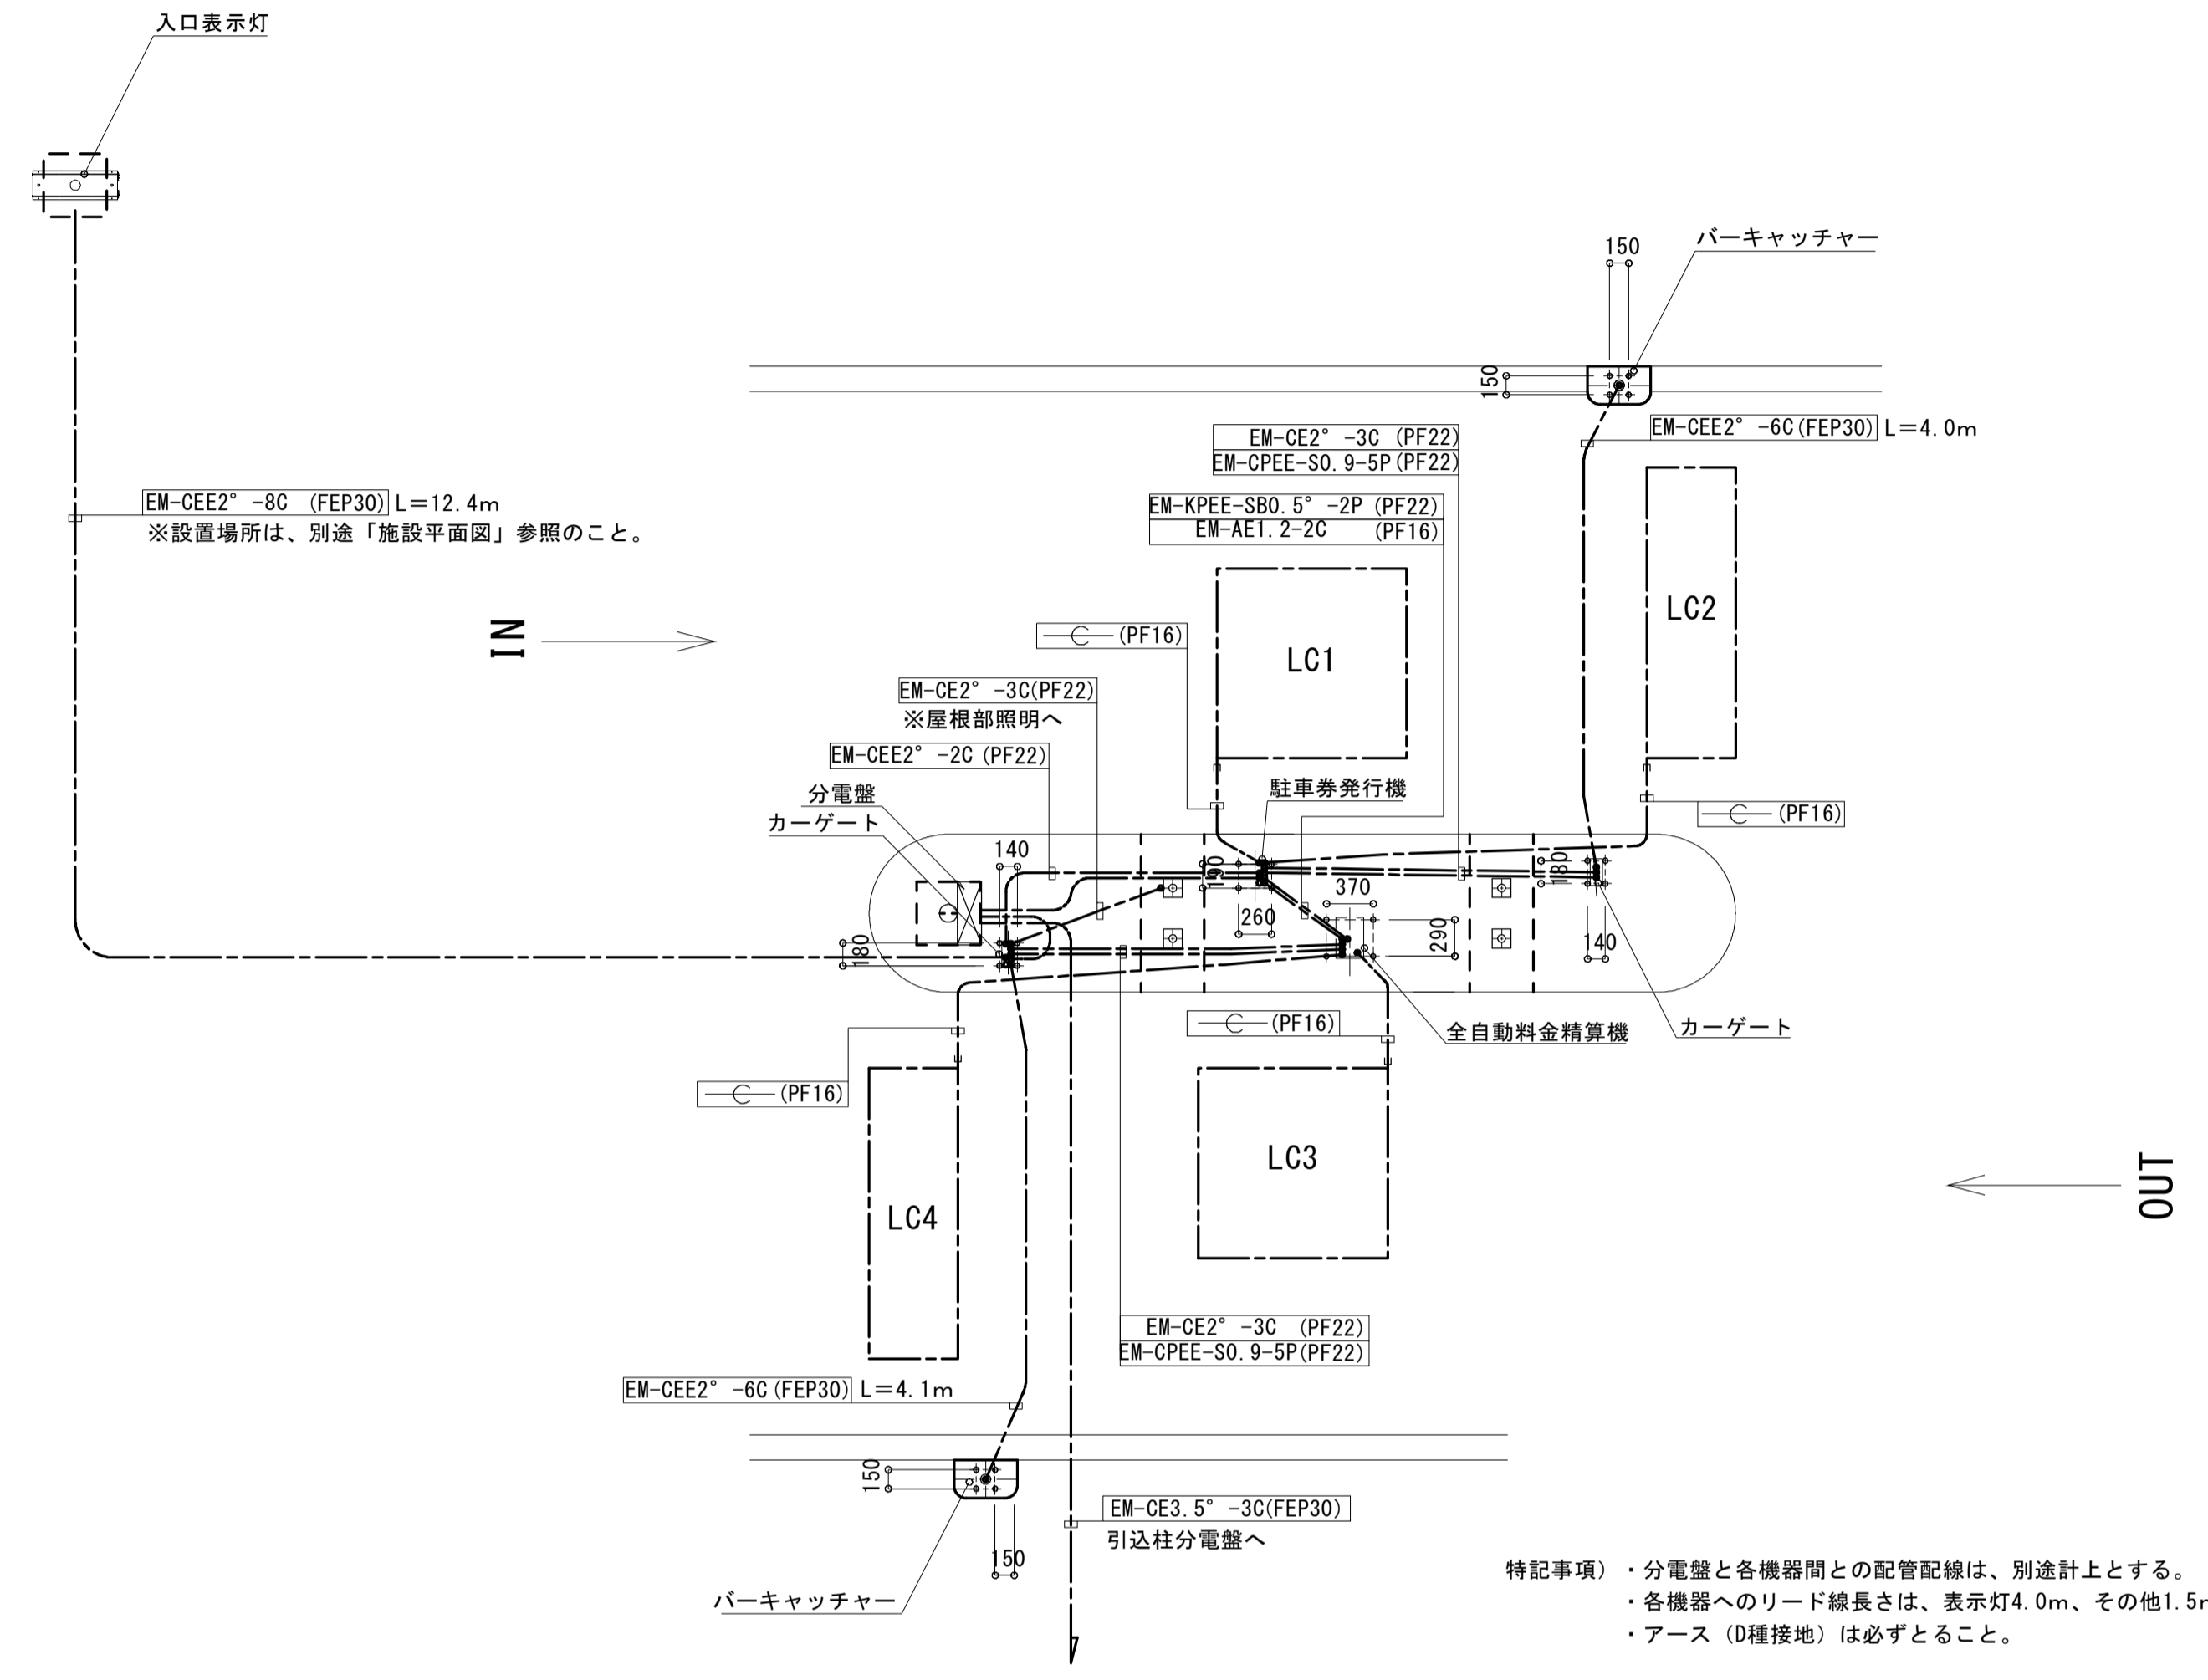 入口表示灯
150
バーキャッチャー
150
EM-CE2° -3C (PF22)
EM-CPEE-S0.9-5P(PF22)
EM-CEE2° -6C(FEP30) L=4.0m
EM-KPEE-SB0.5° -2P (PF22)
EM-AE1.2-2C (PF16)
EM-CEE2° -8C (FEP30) L=12.4m
※設置場所は、別途「施設平面図」参照のこと。
IN
LC1
LC2
(PF16)
EM-CE2° -3C(PF22)
※屋根部照明へ
EM-CEE2° -2C (PF22)
分電盤
カーゲート
駐車券発行機
(PF16)
140
190
180
370
260
290
180
140
(PF16)
全自動料金精算機
カーゲート
(PF16)
LC3
LC4
OUT
EM-CE2° -3C (PF22)
EM-CPEE-S0.9-5P(PF22)
EM-CEE2° -6C(FEP30) L=4.1m
150
EM-CE3.5° -3C(FEP30)
引込柱分電盤へ
150
バーキャッチャー
特記事項）・分電盤と各機器間との配管配線は、別途計上とする。
・各機器へのリード線長さは、表示灯4.0m、その他1.5m
・アース（D種接地）は必ずとること。